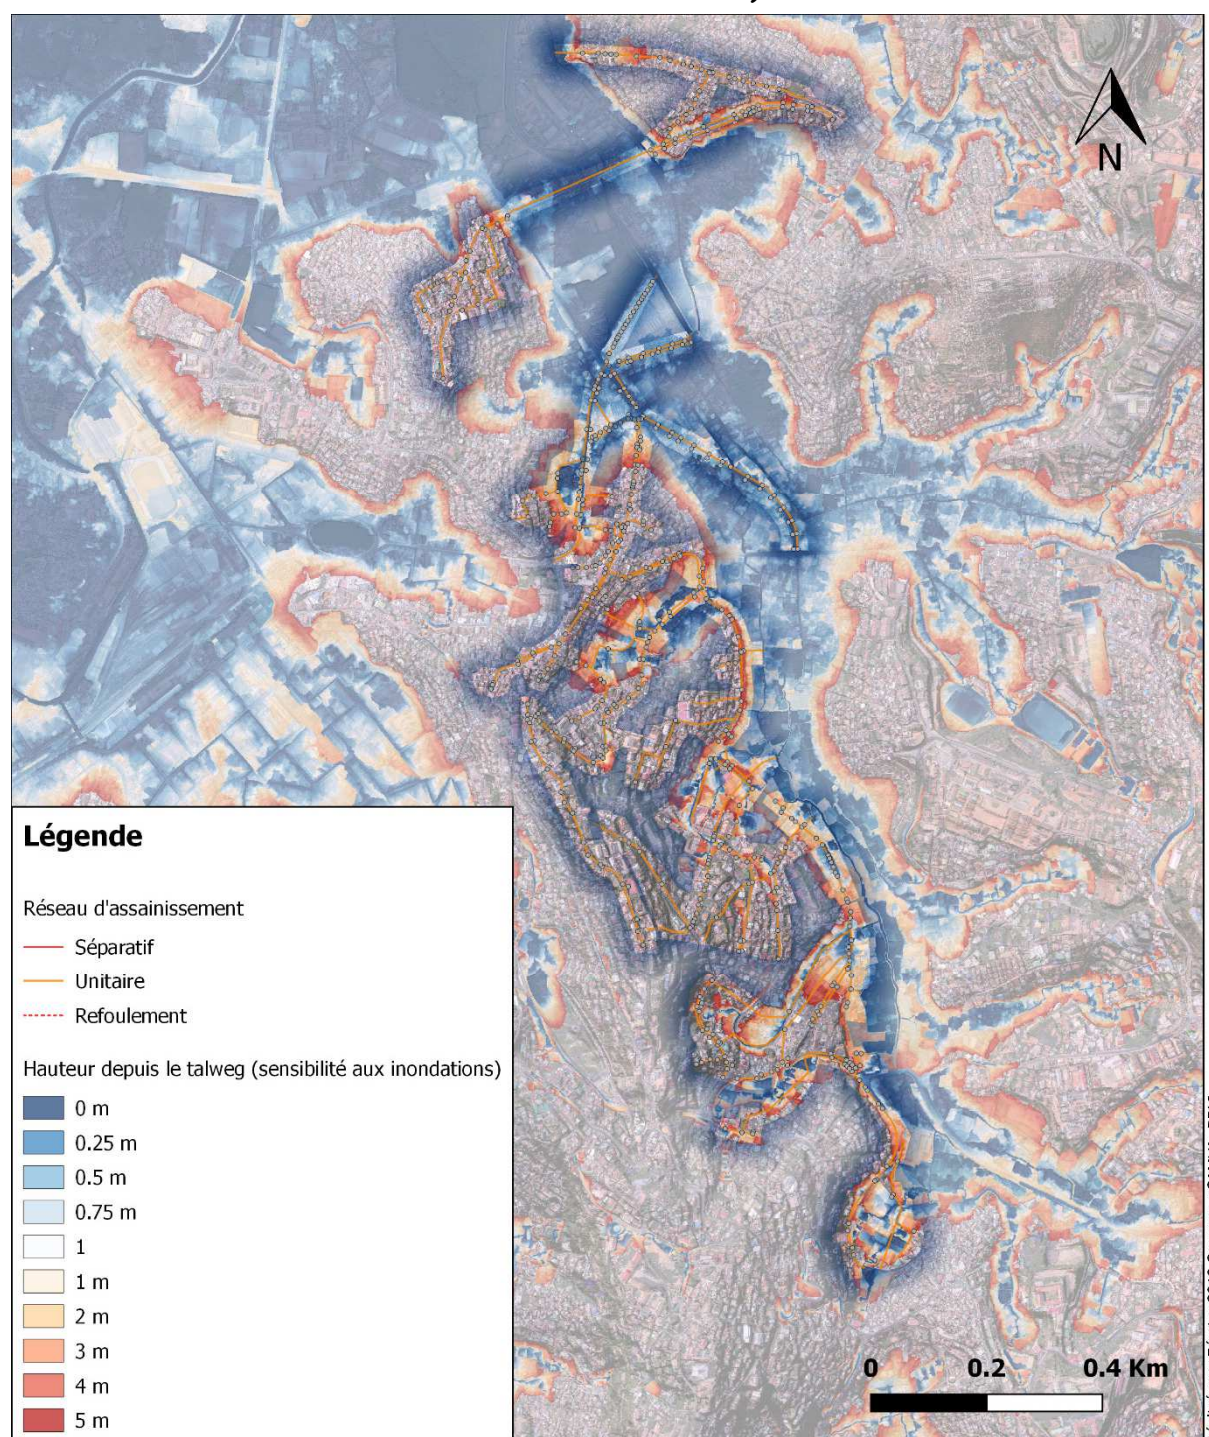 N
Légende
Réseau d'assainissement
Séparatif
Unitaire
Refoulement
Hauteur depuis le talweg (sensibilité aux inondations)
0 m
0.25 m
0.5 m
0.75 m
1
1 m
2 m
3 m
4 m
5 m
0 0.2 0.4 Km